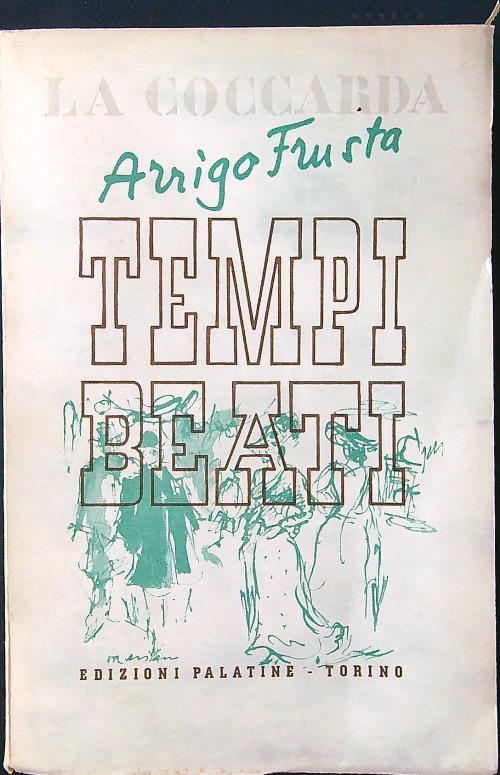 LA COCCARDA
Arrigo Frusta
TEMPI
BEATI
EDIZIONI PALATINE - TORINO